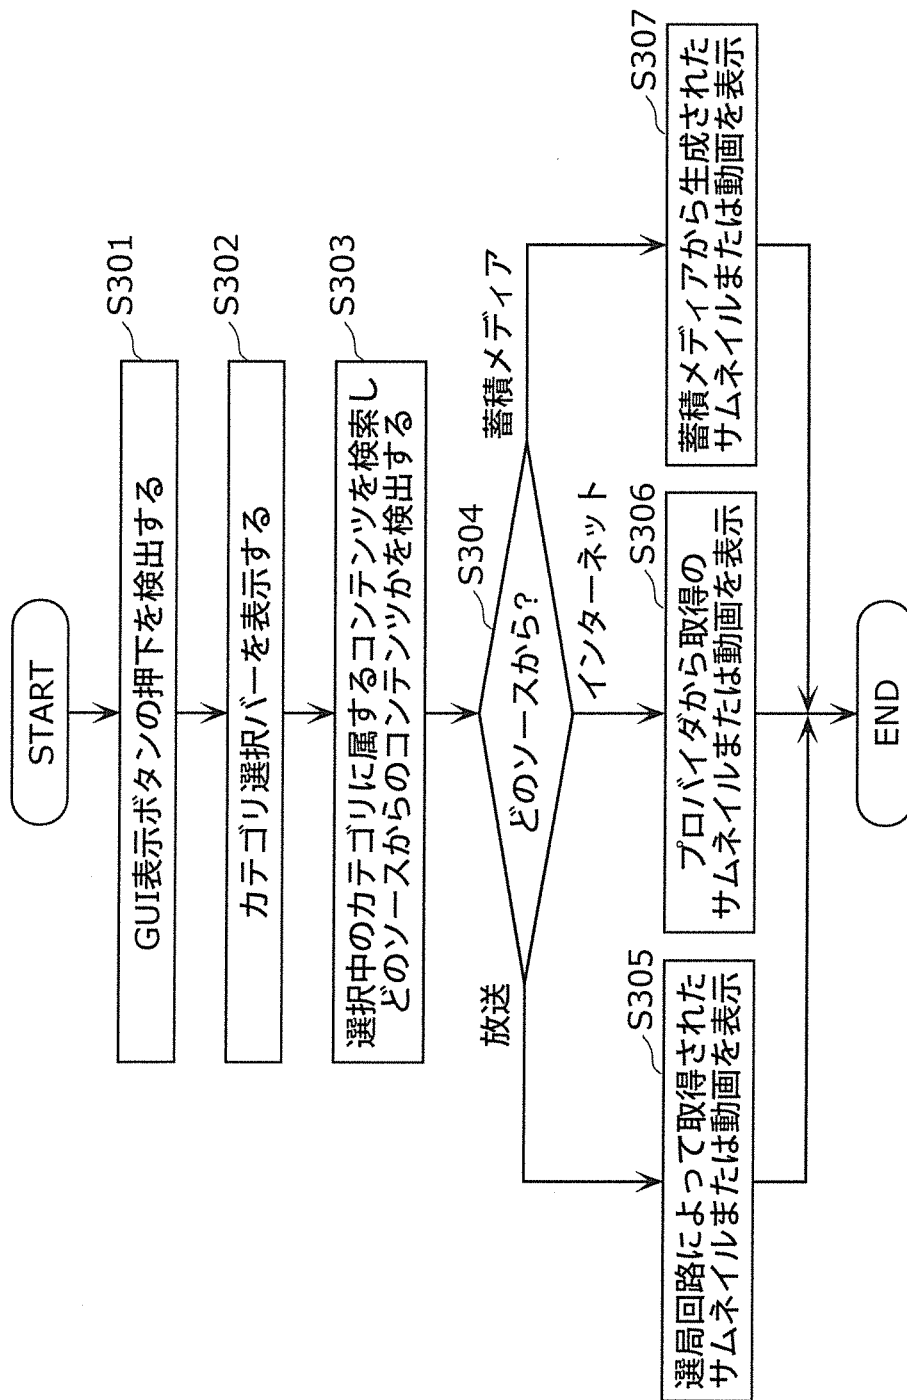 START
S301
GUI表示ボタンの押下を検出する
S302
カテゴリ選択バーを表示する
S303
選択中のカテゴリに属するコンテンツを検索し
どのソースからのコンテンツかを検出する
S304
どのソースから?
放送
インターネット
蓄積メディア
S305
選局回路によって取得された
サムネイルまたは動画を表示
S306
プロバイダから取得の
サムネイルまたは動画を表示
S307
蓄積メディアから生成された
サムネイルまたは動画を表示
END